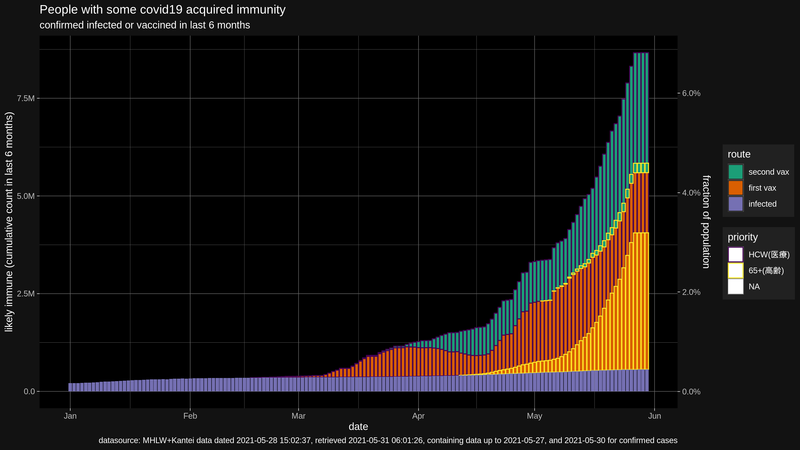 People with some covid19 acquired immunity
confirmed infected or vaccined in last 6 months
likely immune (cumulative count in last 6 months)
7.5M
5.0M
2.5M
0.0
6.0%
4.0%
2.0%
0.0%
fraction of population
Jan
Feb
Mar
Apr
May
Jun
date
route
second vax
first vax
infected
priority
HCW(医療)
65+(高齢)
NA
datasource: MHLW+Kantei data dated 2021-05-28 15:02:37, retrieved 2021-05-31 06:01:26, containing data up to 2021-05-27, and 2021-05-30 for confirmed cases